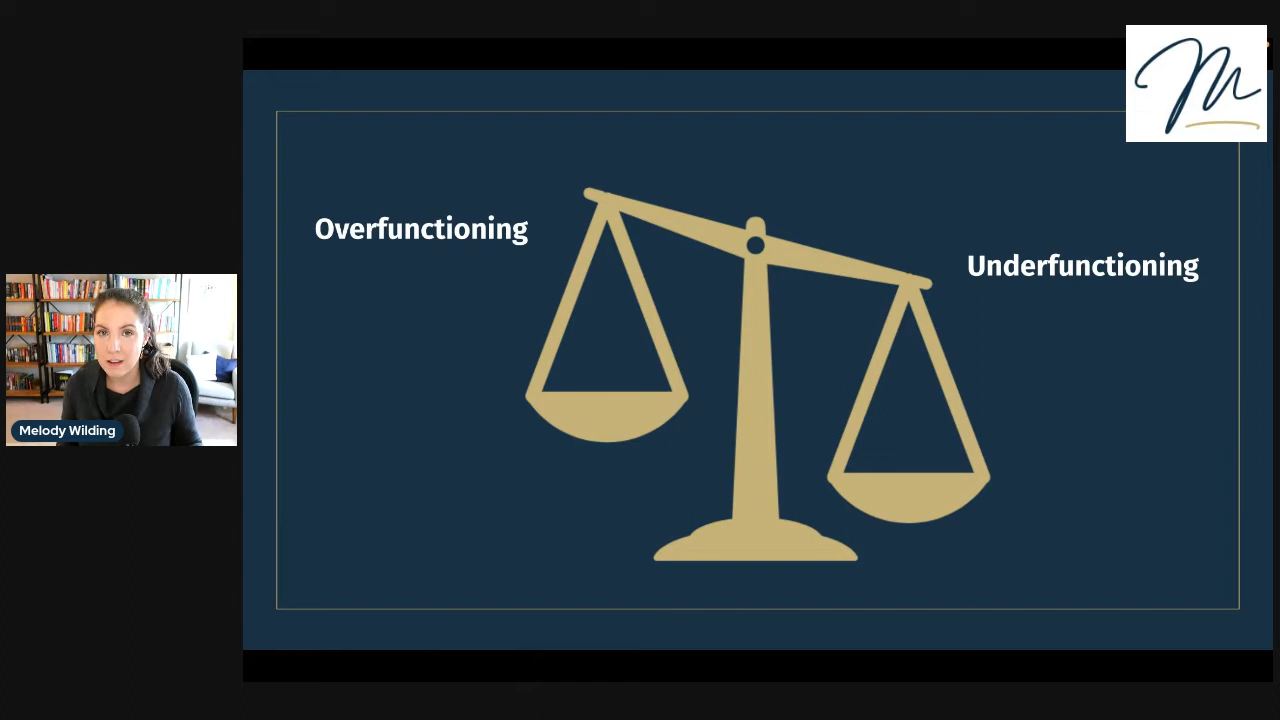 Overfunctioning
Underfunctioning
Melody Wilding
M